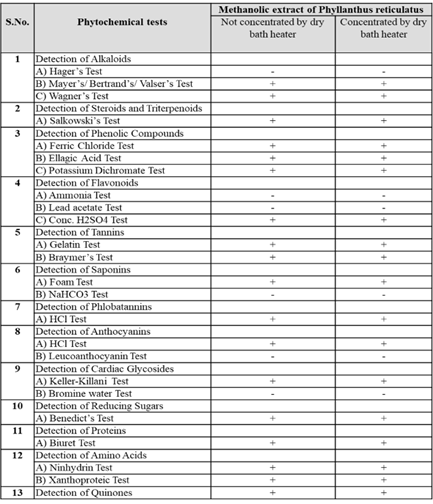 S.No. Phytochemical tests Methanolic extract of Phyllanthus reticulatus
Not concentrated by dry bath heater Concentrated by dry bath heater
1 Detection of Alkaloids
A) Hager's Test - -
B) Mayer's/ Bertrand's/ Valser's Test + +
C) Wagner's Test + +
2 Detection of Steroids and Triterpenoids
A) Salkowski's Test + +
3 Detection of Phenolic Compounds
A) Ferric Chloride Test + +
B) Ellagic Acid Test + +
C) Potassium Dichromate Test + +
4 Detection of Flavonoids
A) Ammonia Test - -
B) Lead acetate Test - -
C) Conc. H2SO4 Test + +
5 Detection of Tannins
A) Gelatin Test + +
B) Braymer's Test + +
6 Detection of Saponins
A) Foam Test + +
B) NaHCO3 Test - -
7 Detection of Phlobatannins
A) HCl Test + +
8 Detection of Anthocyanins
A) HCl Test + +
B) Leucoanthocyanin Test - -
9 Detection of Cardiac Glycosides
A) Keller-Killani Test + +
B) Bromine water Test - -
10 Detection of Reducing Sugars
A) Benedict's Test + +
11 Detection of Proteins
A) Biuret Test + +
12 Detection of Amino Acids
A) Ninhydrin Test + +
B) Xanthoproteic Test + +
13 Detection of Quinones